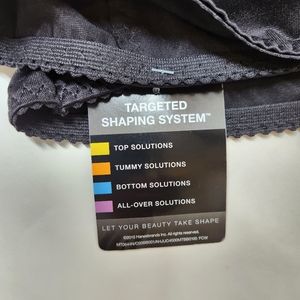 TARGETED
SHAPING SYSTEM™
TOP SOLUTIONS
TUMMY SOLUTIONS
BOTTOM SOLUTIONS
ALL-OVER SOLUTIONS
LET YOUR BEAUTY TAKE SHAPE
Hanesbrands Inc. All rights reserved.